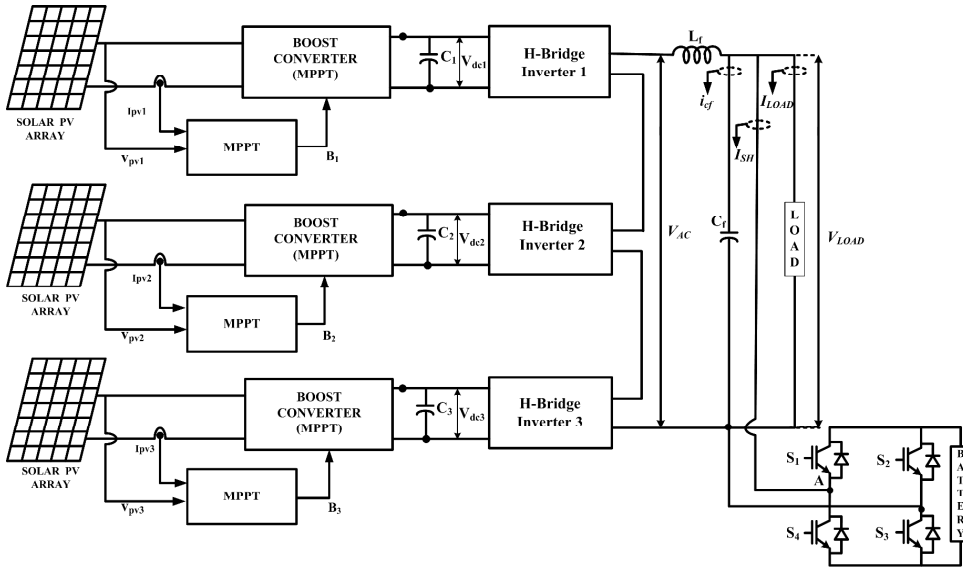 SOLAR PV
ARRAY
Ipv1
Vpv1
MPPT
BOOST
CONVERTER
(MPPT)
B1
C1
Vdc1
H-Bridge
Inverter 1
SOLAR PV
ARRAY
Ipv2
Vpv2
MPPT
BOOST
CONVERTER
(MPPT)
B2
C2
Vdc2
H-Bridge
Inverter 2
SOLAR PV
ARRAY
Ipv3
Vpv3
MPPT
BOOST
CONVERTER
(MPPT)
B3
C3
Vdc3
H-Bridge
Inverter 3
Lf
icf
ILOAD
ISH
VAC
Cf
LOAD
VLOAD
S1
S2
A
S4
S3
BATTERY